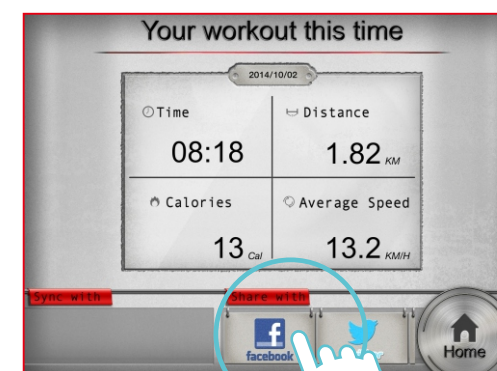 Your workout this time
2014/10/02
Time
Distance
08:18
1.82 KM
Calories
Average Speed
13 Cal
13.2 KM/H
Sync with
Share with
facebook
Home